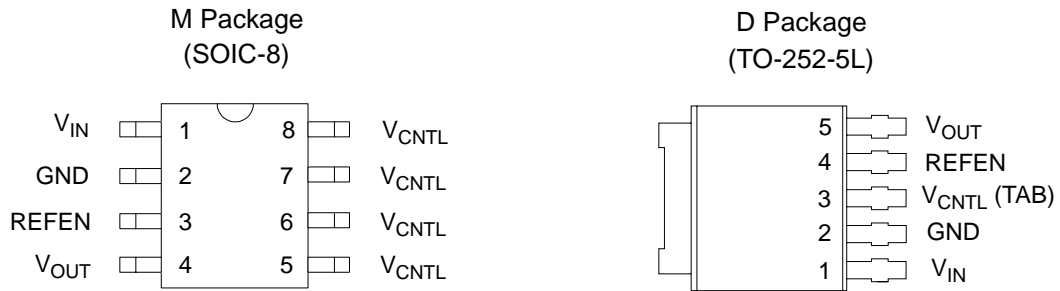 M Package
(SOIC-8)
V_IN 1 8 V_CNTL
GND 2 7 V_CNTL
REFEN 3 6 V_CNTL
V_OUT 4 5 V_CNTL
D Package
(TO-252-5L)
5 V_OUT
4 REFEN
3 V_CNTL (TAB)
2 GND
1 V_IN